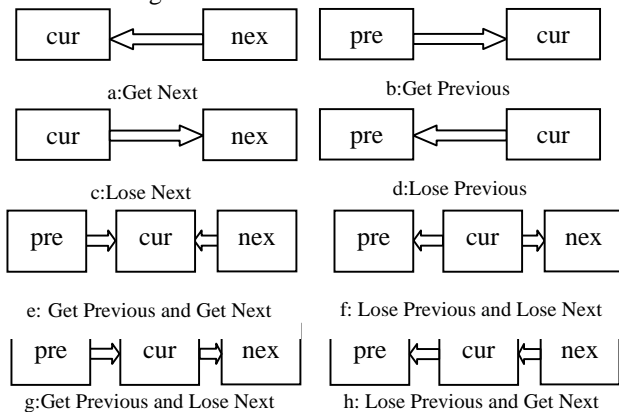 cur nex pre cur
a:Get Next b:Get Previous
cur nex pre cur
c:Lose Next d:Lose Previous
pre cur nex pre cur nex
e: Get Previous and Get Next f: Lose Previous and Lose Next
pre cur nex pre cur nex
g:Get Previous and Lose Next h: Lose Previous and Get Next